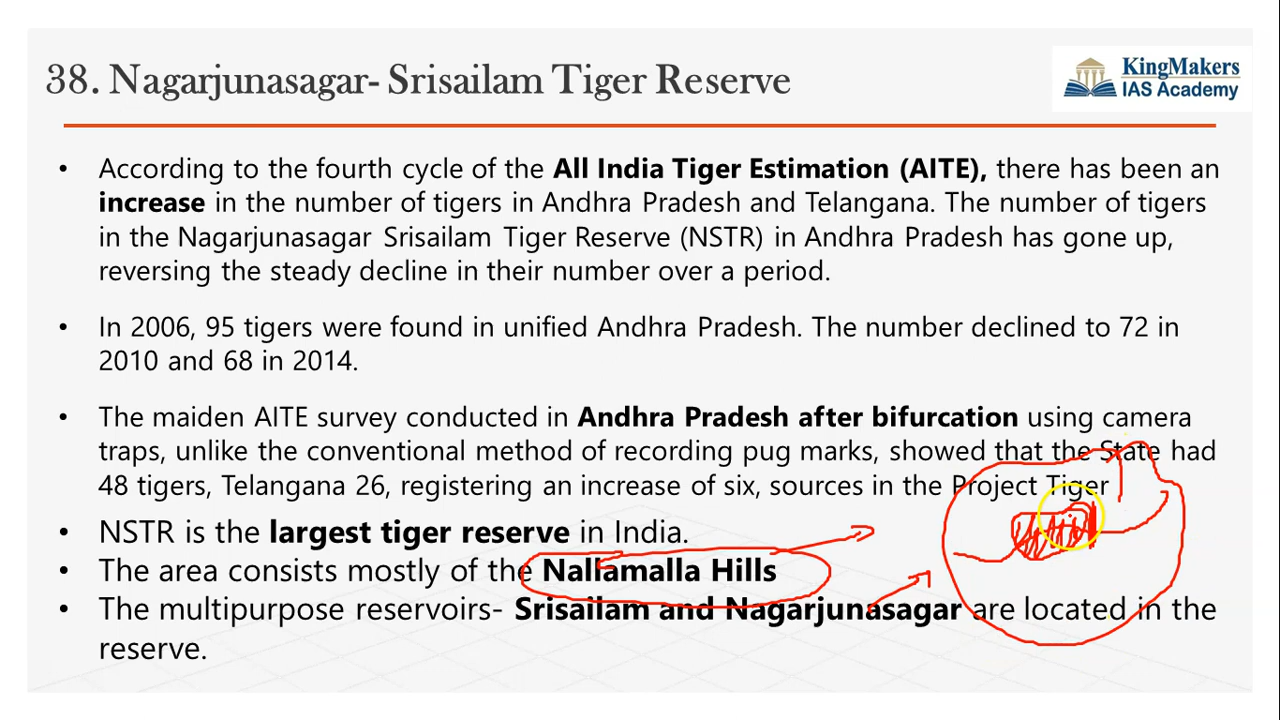 38. Nagarjunasagar- Srisailam Tiger Reserve
KingMakers
IAS Academy
• According to the fourth cycle of the All India Tiger Estimation (AITE), there has been an
increase in the number of tigers in Andhra Pradesh and Telangana. The number of tigers
in the Nagarjunasagar Srisailam Tiger Reserve (NSTR) in Andhra Pradesh has gone up,
reversing the steady decline in their number over a period.
• In 2006, 95 tigers were found in unified Andhra Pradesh. The number declined to 72 in
2010 and 68 in 2014.
• The maiden AITE survey conducted in Andhra Pradesh after bifurcation using camera
traps, unlike the conventional method of recording pug marks, showed that the State had
48 tigers, Telangana 26, registering an increase of six, sources in the Project Tiger
• NSTR is the largest tiger reserve in India.
• The area consists mostly of the Nallamalla Hills
• The multipurpose reservoirs- Srisailam and Nagarjunasagar are located in the
reserve.